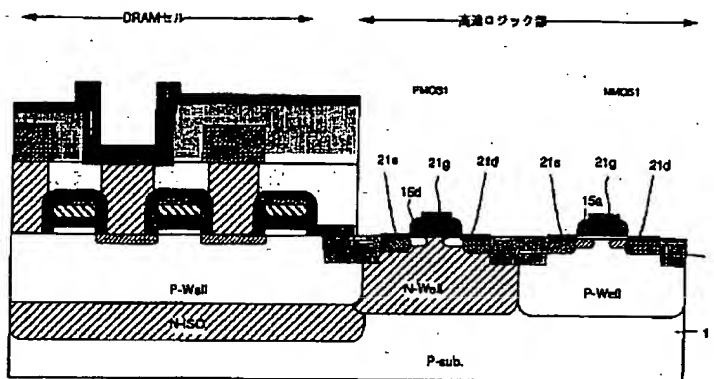 DRAMセル
高速ロジック部
PMOS1
NMOS1
21s
21g
21d
21s
21g
21d
15d
15a
P-Well
N-Well
P-Well
N-ISO
1
P-sub.